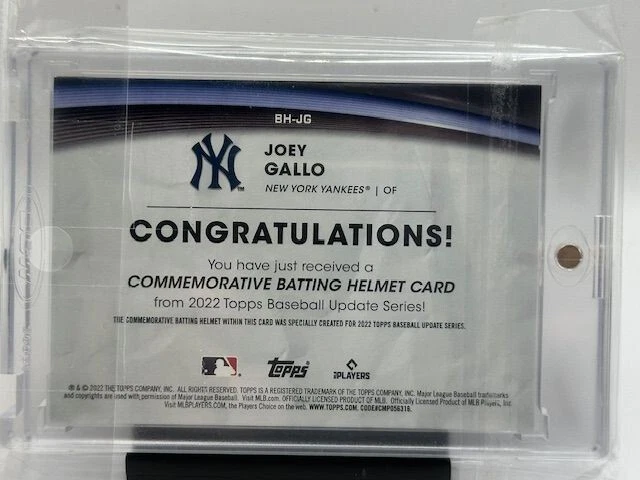 BH-JG
JOEY
GALLO
NEW YORK YANKEES® | OF
CONGRATULATIONS!
You have just received a
COMMEMORATIVE BATTING HELMET CARD
from 2022 Topps Baseball Update Series!
THE COMMEMORATIVE BATTING HELMET WITHIN THIS CARD WAS SPECIALLY CREATED FOR 2022 TOPPS BASEBALL UPDATE SERIES.
Topps
PLAYERS
® & © 2022 THE TOPPS COMPANY, INC. ALL RIGHTS RESERVED. TOPPS IS A REGISTERED TRADEMARK OF THE TOPPS COMPANY, INC. Major League Baseball trademarks
and copyrights are used with permission of Major League Baseball. Visit MLB.com. OFFICIALLY LICENSED PRODUCT OF MLB. Officially Licensed Product of MLB Players, Inc.
Visit MLBPLAYERS.COM, the Players Choice on the web. WWW.TOPPS.COM. CODE#CMP056318.